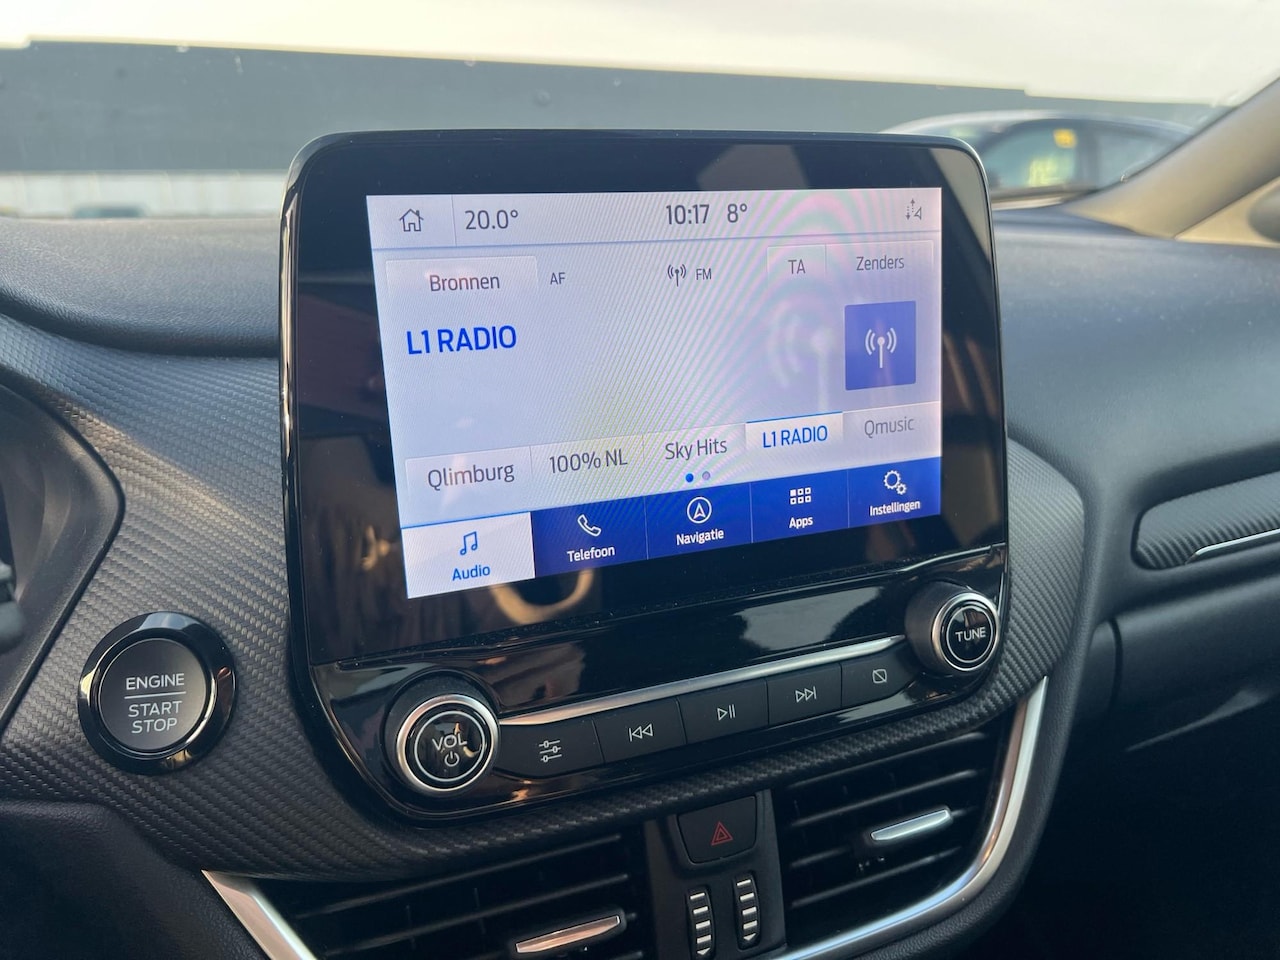 20.0°
10:17 8°
Bronnen
AF
FM
TA
Zenders
L1 RADIO
Qlimburg
100% NL
Sky Hits
L1 RADIO
Qmusic
Audio
Telefoon
Navigatie
Apps
Instellingen
ENGINE
START
STOP
VOL
TUNE